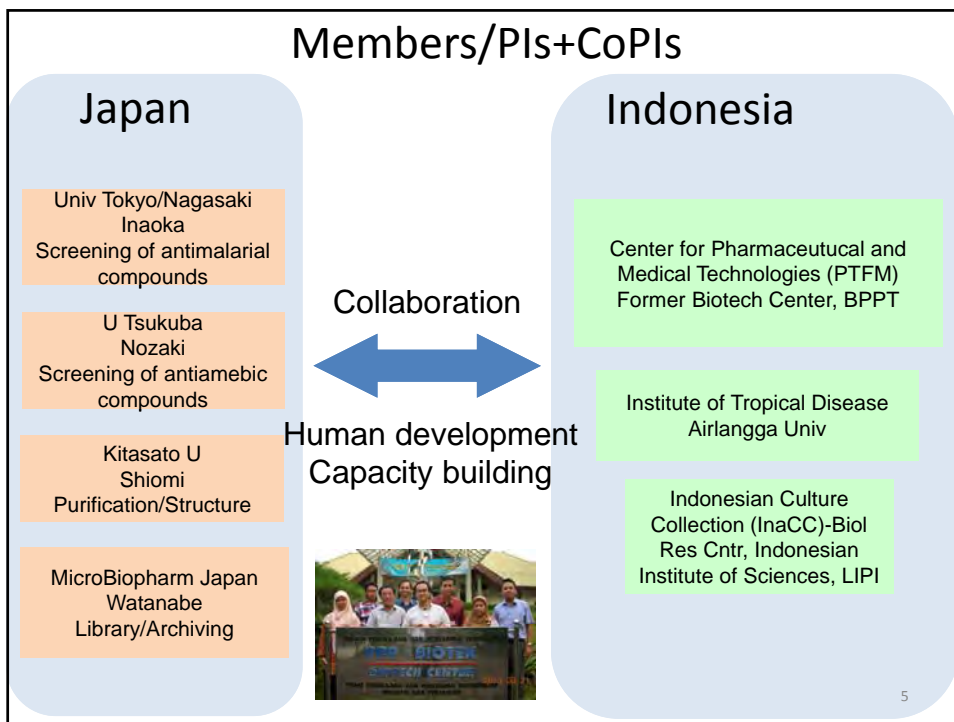 Members/PIs+CoPIs
Japan
Univ Tokyo/Nagasaki
Inaoka
Screening of antimalarial
compounds
U Tsukuba
Nozaki
Screening of antiamebic
compounds
Kitasato U
Shiomi
Purification/Structure
MicroBiopharm Japan
Watanabe
Library/Archiving
Collaboration
Human development
Capacity building
BIOTECH CENTER
Indonesia
Center for Pharmaceutucal and
Medical Technologies (PTFM)
Former Biotech Center, BPPT
Institute of Tropical Disease
Airlangga Univ
Indonesian Culture
Collection (InaCC)-Biol
Res Cntr, Indonesian
Institute of Sciences, LIPI
5